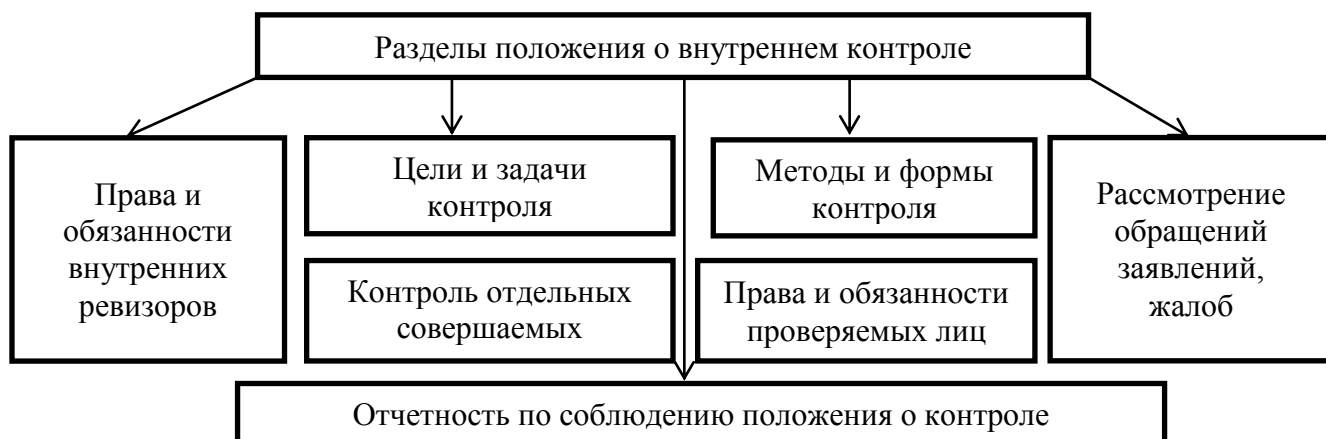 Разделы положения о внутреннем контроле
Права и
обязанности
внутренних
ревизоров
Цели и задачи
контроля
Методы и формы
контроля
Рассмотрение
обращений
заявлений,
жалоб
Контроль отдельных
совершаемых
Права и обязанности
проверяемых лиц
Отчетность по соблюдению положения о контроле